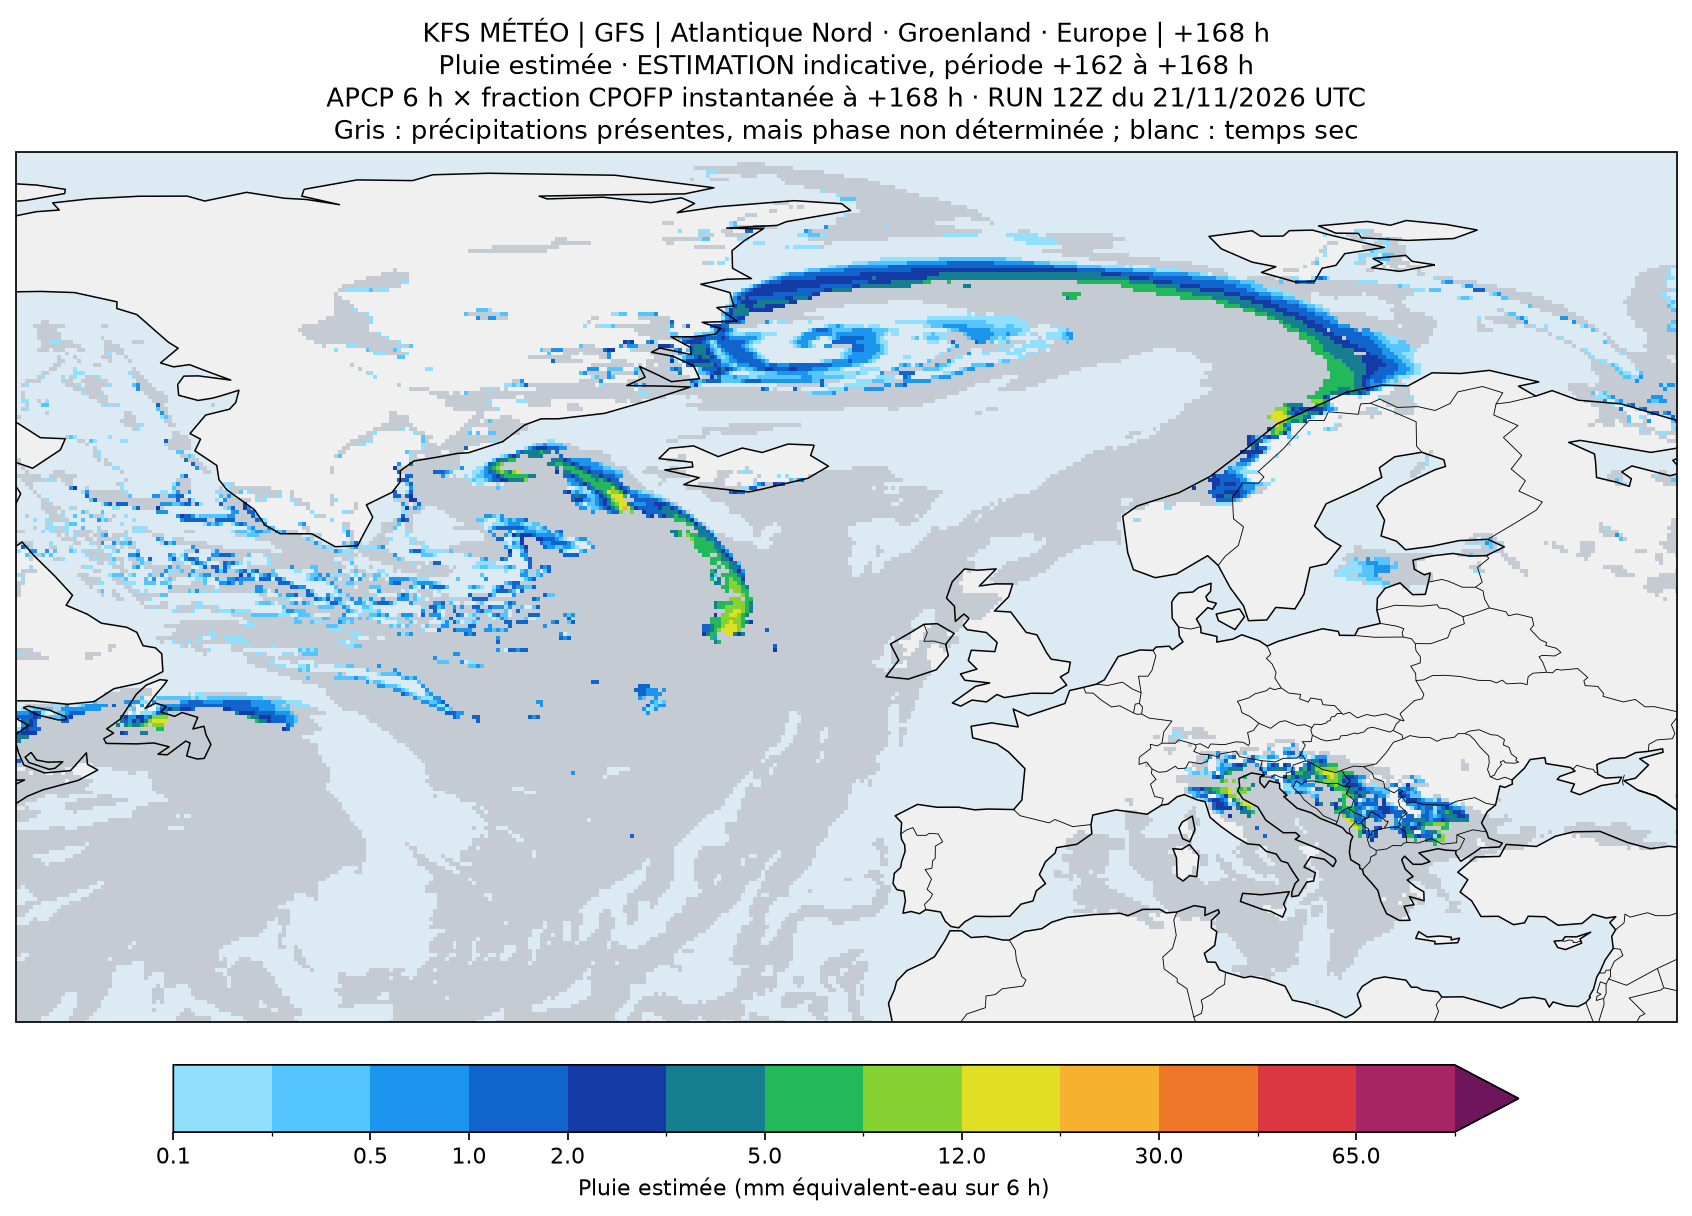 KFS MÉTÉO | GFS | Atlantique Nord · Groenland · Europe | +168 h
Pluie estimée · ESTIMATION indicative, période +162 à +168 h
APCP 6 h × fraction CPOFP instantanée à +168 h · RUN 12Z du 21/11/2026 UTC
Gris : précipitations présentes, mais phase non déterminée ; blanc : temps sec
0.1 0.5 1.0 2.0 5.0 12.0 30.0 65.0
Pluie estimée (mm équivalent-eau sur 6 h)